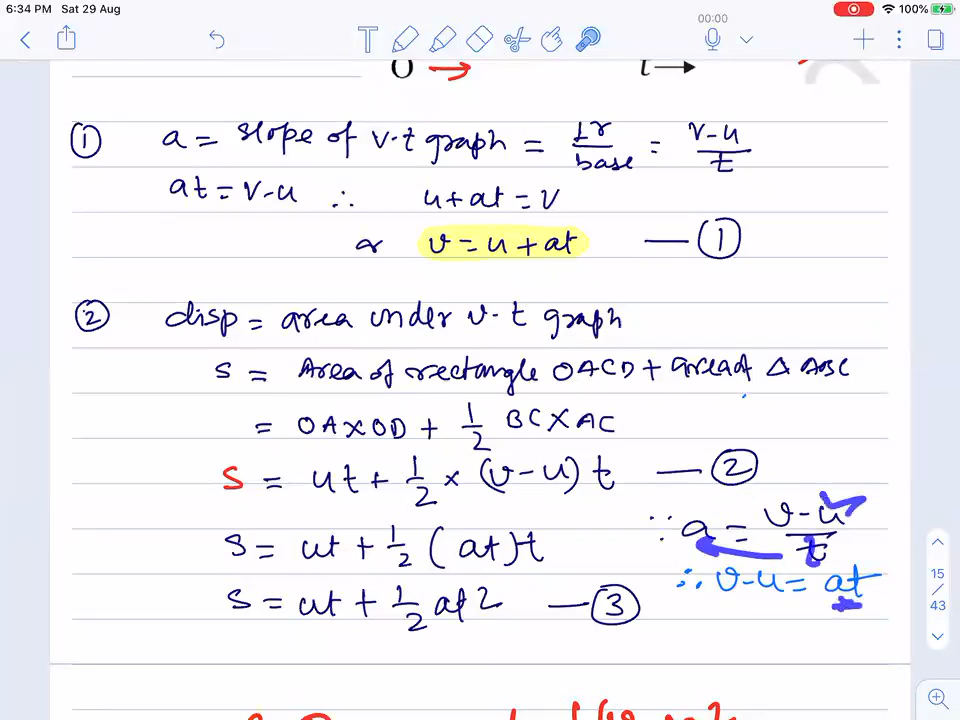 6:34 PM Sat 29 Aug 100%
00:00
O t
① a = slope of v-t graph = ⊥r/base = v-u/t
at = v-u ∴ u+at = v
or v = u + at — ①
② disp = area under v-t graph
s = Area of rectangle OACD + area of Δ ABC
= OA×OD + 1/2 BC×AC
s = ut + 1/2 × (v-u) t — ②
∵ a = v-u/t
s = ut + 1/2 (at)t
∴ v-u = at
s = ut + 1/2 at2 — ③
15
/
43